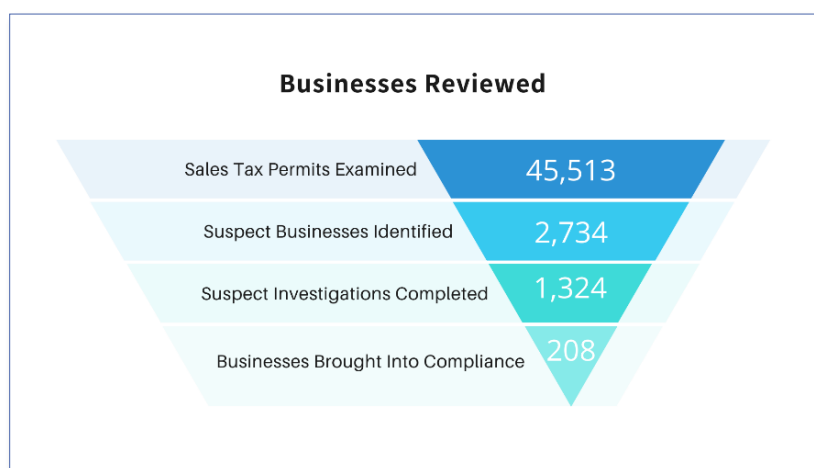 Businesses Reviewed
Sales Tax Permits Examined 45,513
Suspect Businesses Identified 2,734
Suspect Investigations Completed 1,324
Businesses Brought Into Compliance 208